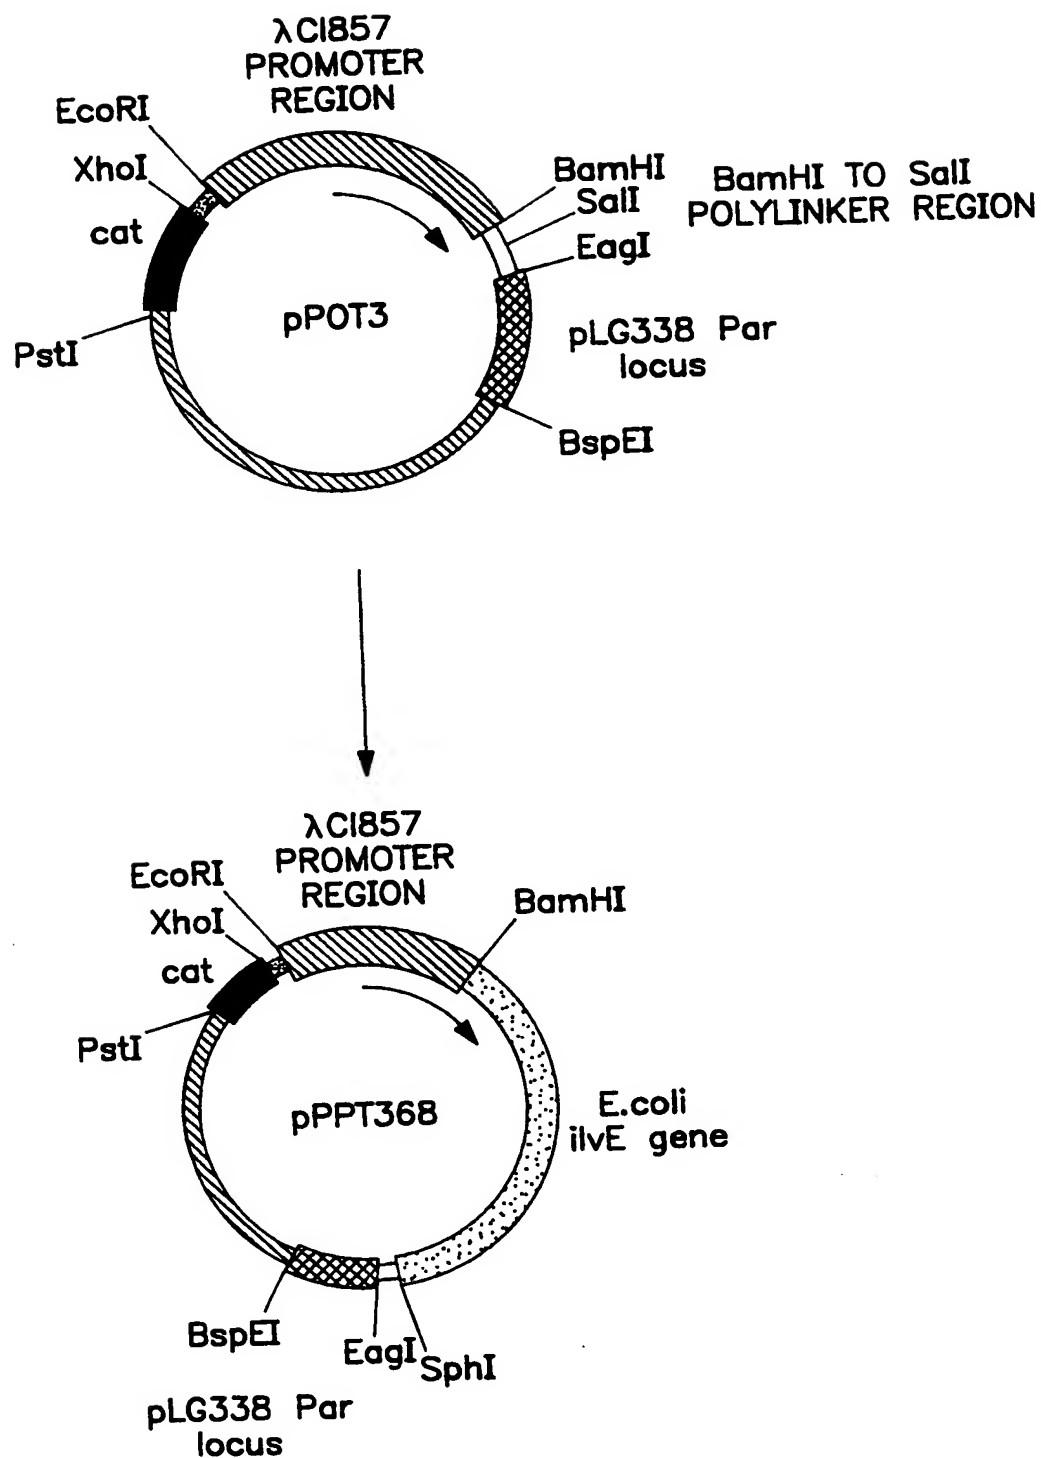 λCI857
PROMOTER
REGION
EcoRI
XhoI
cat
PstI
pPOT3
BamHI
SalI
EagI
BamHI TO SalI
POLYLINKER REGION
pLG338 Par
locus
BspEI
λCI857
PROMOTER
REGION
EcoRI
XhoI
cat
PstI
BamHI
pPPT368
E.coli
ilvE gene
BspEI
EagI
SphI
pLG338 Par
locus